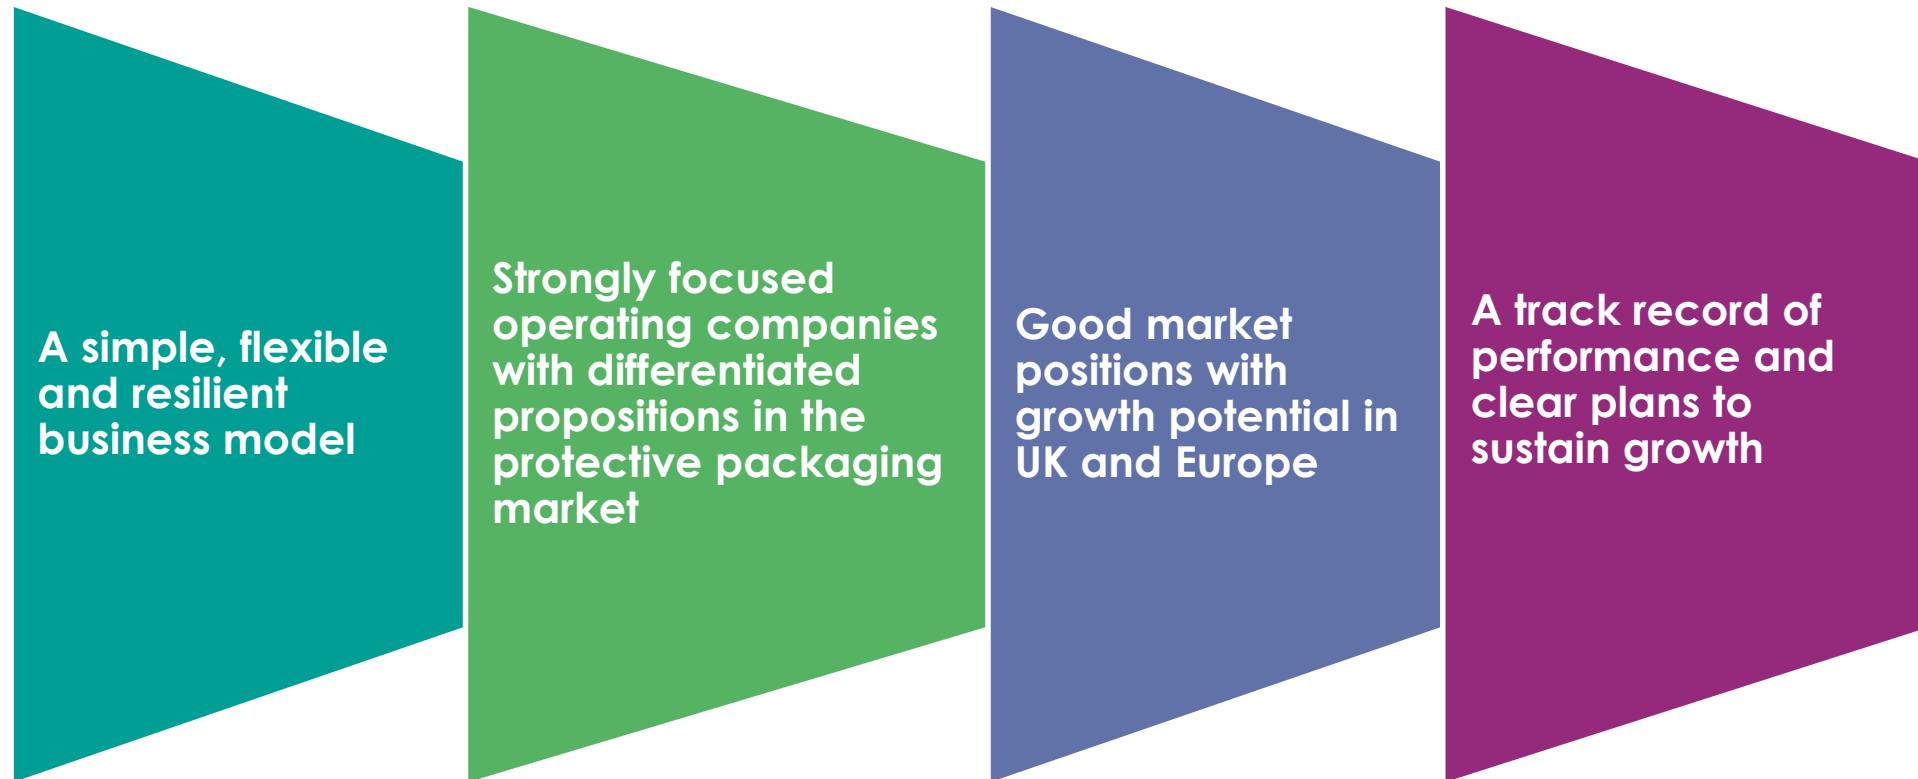 A simple, flexible
and resilient
business model
Strongly focused
operating companies
with differentiated
propositions in the
protective packaging
market
Good market
positions with
growth potential in
UK and Europe
A track record of
performance and
clear plans to
sustain growth